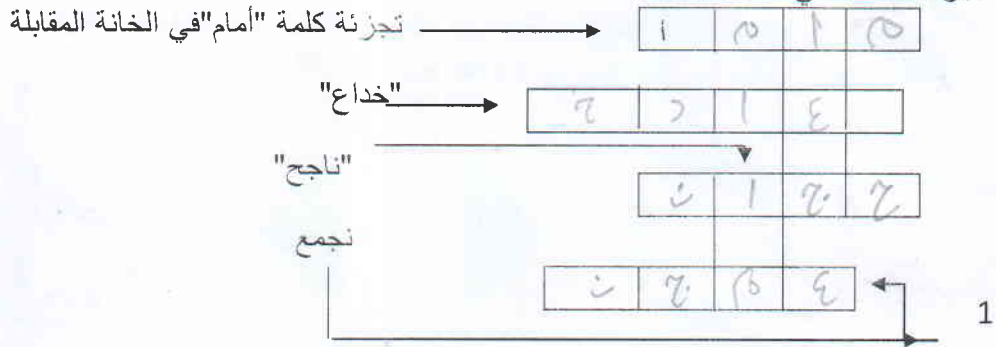 تجزئة كلمة "أمام"في الخانة المقابلة
ا م ا م
"خداع"
خ د ا ع
"ناجح"
ن ا ج ح
نجمع
ن ج م ع
1